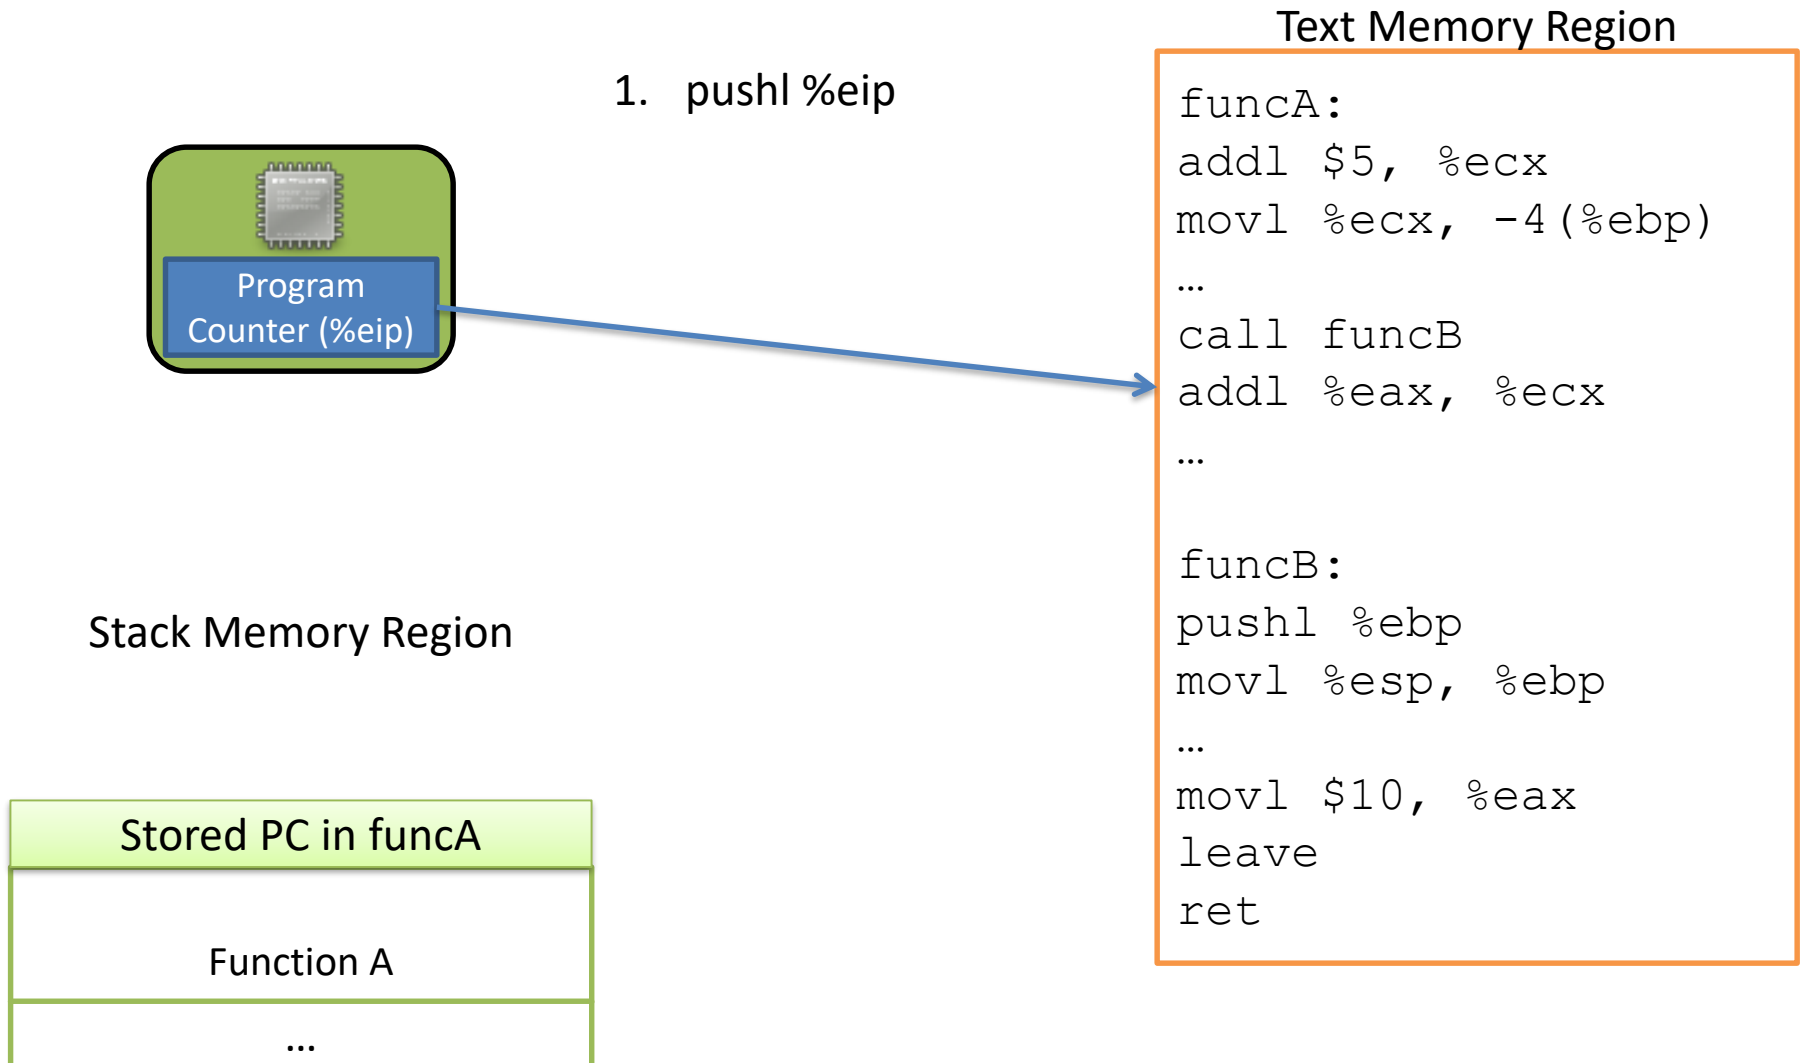 Text Memory Region
1. pushl %eip
funcA:
addl $5, %ecx
movl %ecx, -4(%ebp)
…
call funcB
addl %eax, %ecx
…
funcB:
pushl %ebp
movl %esp, %ebp
…
movl $10, %eax
leave
ret
Program
Counter (%eip)
Stack Memory Region
Stored PC in funcA
Function A
…